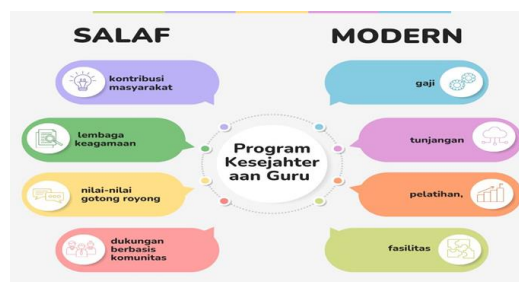 SALAF
MODERN
kontribusi
masyarakat
lembaga
keagamaan
nilai-nilai
gotong royong
dukungan
berbasis
komunitas
Program
Kesejahter
aan Guru
gaji
tunjangan
pelatihan,
fasilitas